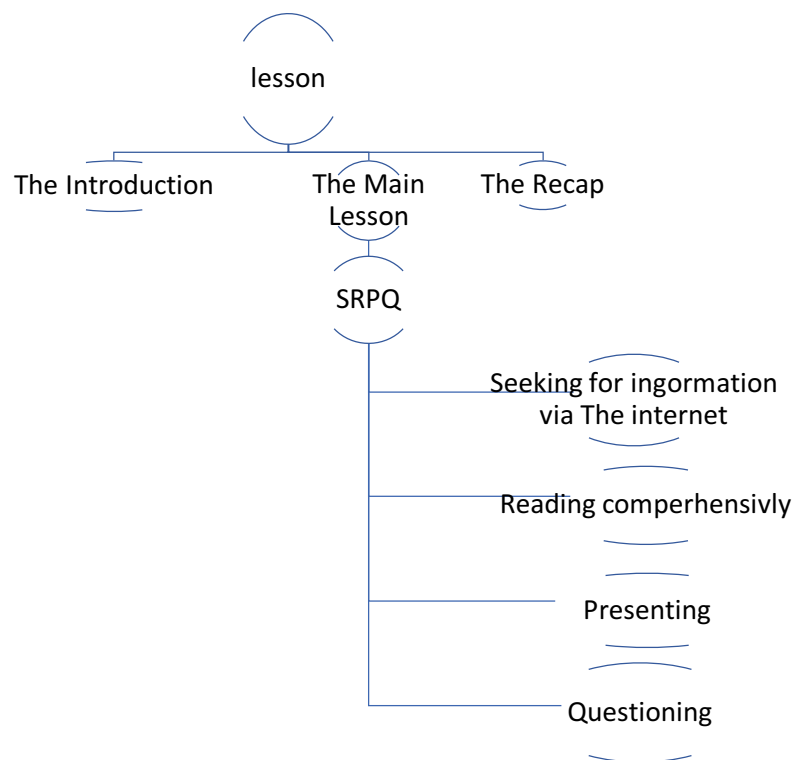 lesson
The Introduction
The Main
Lesson
The Recap
SRPQ
Seeking for ingormation
via The internet
Reading comperhensivly
Presenting
Questioning